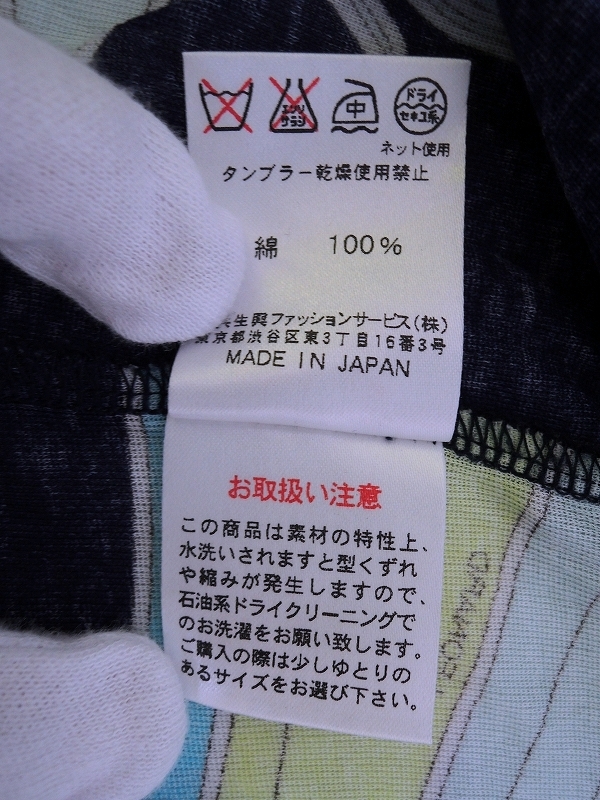 エンソ
サラシ
中
ドライ
セキユ系
ネット使用
タンブラー乾燥使用禁止
綿 100%
生興ファッションサービス(株)
東京都渋谷区東3丁目16番3号
MADE IN JAPAN
お取扱い注意
この商品は素材の特性上、
水洗いされますと型くずれ
や縮みが発生しますので、
石油系ドライクリーニングで
のお洗濯をお願い致します。
ご購入の際は少しゆとりの
あるサイズをお選び下さい。